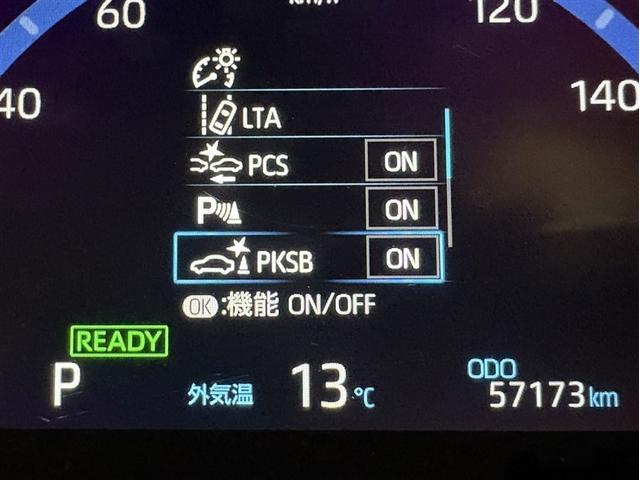 60
120
40
140
LTA
PCS ON
P ON
PKSB ON
OK:機能 ON/OFF
READY
P
外気温 13℃
ODO
57173km